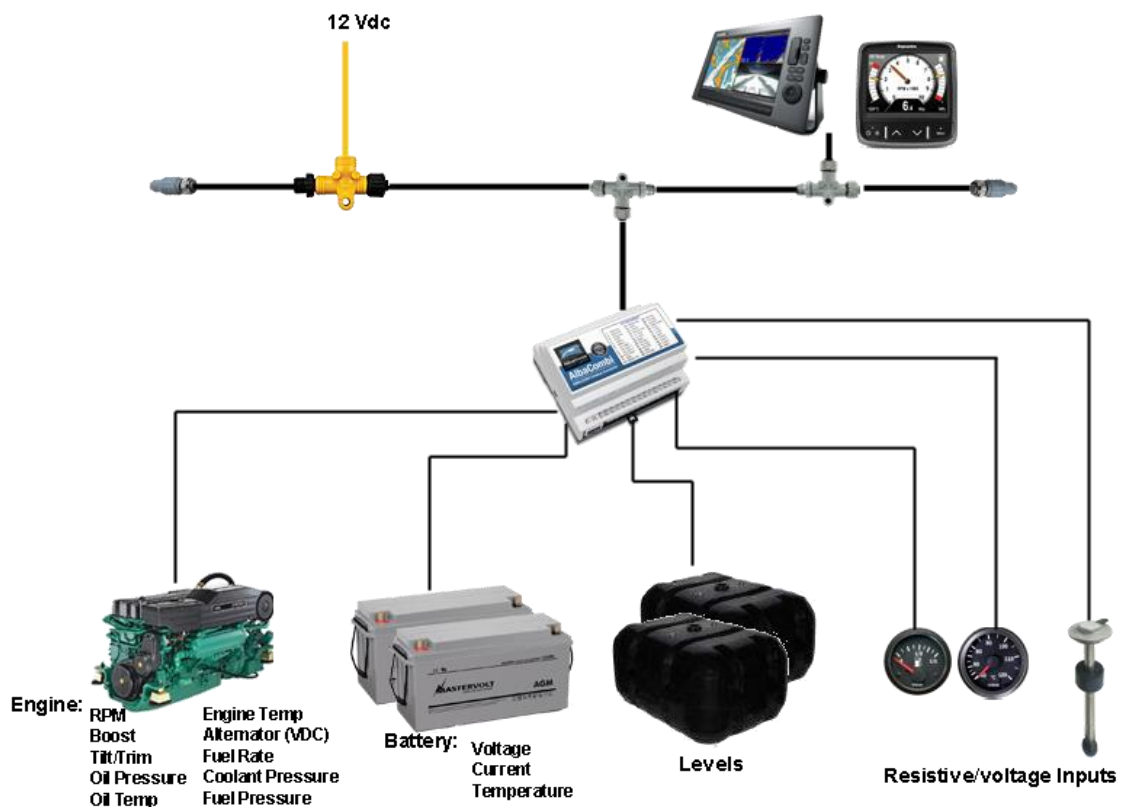 12 Vdc
AlbaCombi
Engine:
RPM
Boost
Tilt/Trim
Oil Pressure
Oil Temp
Engine Temp
Alternator (VDC)
Fuel Rate
Coolant Pressure
Fuel Pressure
MASTERVOLT
AGM
Battery:
Voltage
Current
Temperature
Levels
Resistive/voltage Inputs